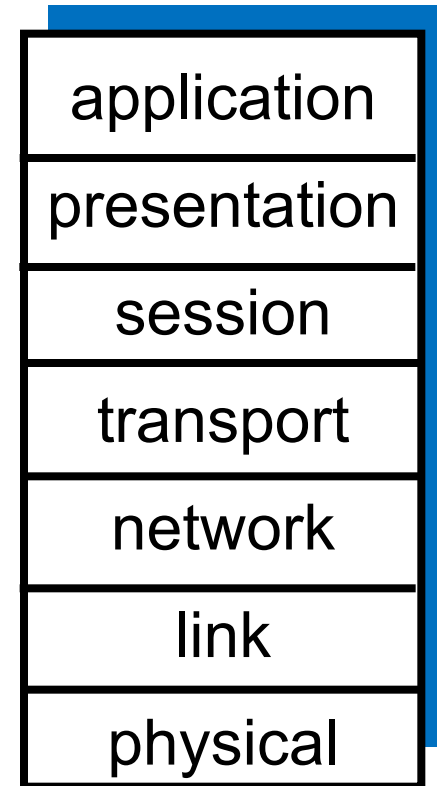 application
presentation
session
transport
network
link
physical